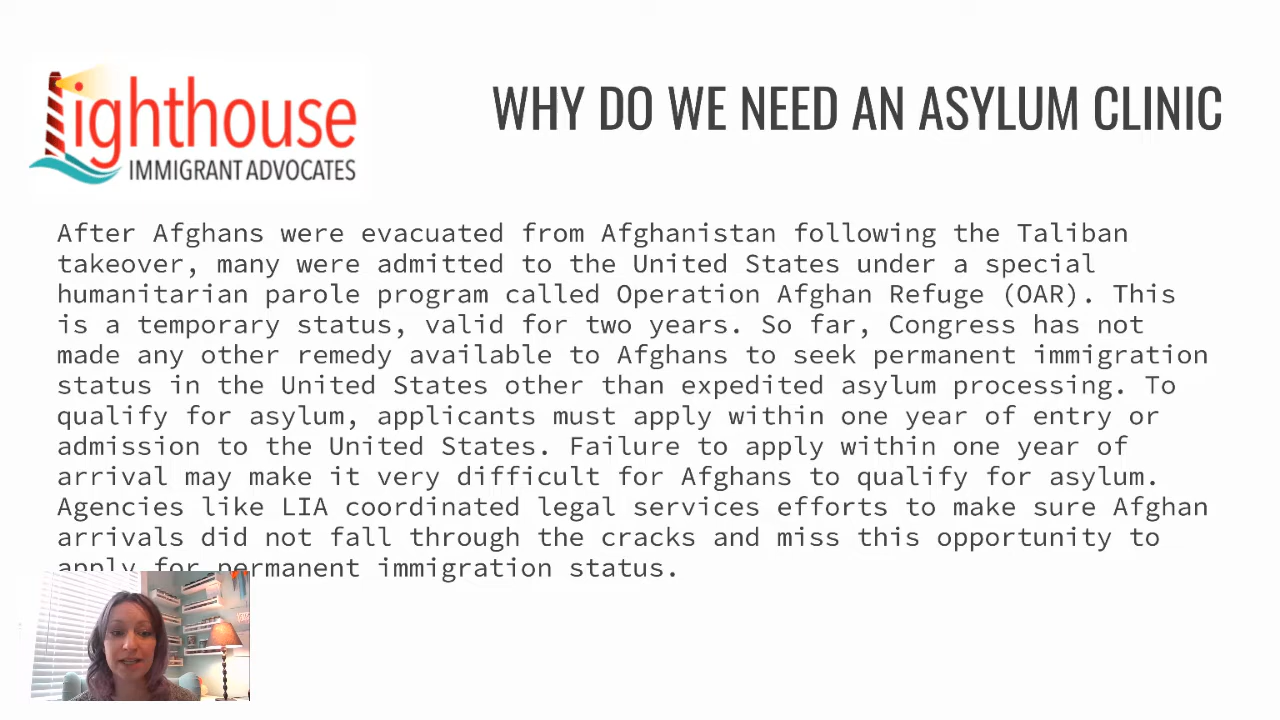 Lighthouse
IMMIGRANT ADVOCATES
WHY DO WE NEED AN ASYLUM CLINIC
After Afghans were evacuated from Afghanistan following the Taliban
takeover, many were admitted to the United States under a special
humanitarian parole program called Operation Afghan Refuge (OAR). This
is a temporary status, valid for two years. So far, Congress has not
made any other remedy available to Afghans to seek permanent immigration
status in the United States other than expedited asylum processing. To
qualify for asylum, applicants must apply within one year of entry or
admission to the United States. Failure to apply within one year of
arrival may make it very difficult for Afghans to qualify for asylum.
Agencies like LIA coordinated legal services efforts to make sure Afghan
arrivals did not fall through the cracks and miss this opportunity to
apply for permanent immigration status.